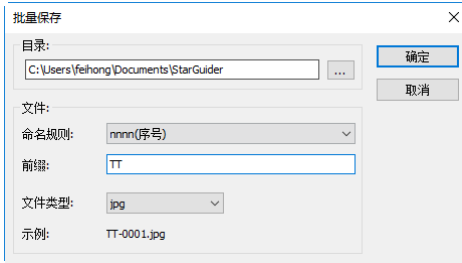 批量保存
目录:
C:\Users\feihong\Documents\StarGuider
...
确定
取消
文件:
命名规则: nnnn(序号)
前缀: TT
文件类型: jpg
示例: TT-0001.jpg